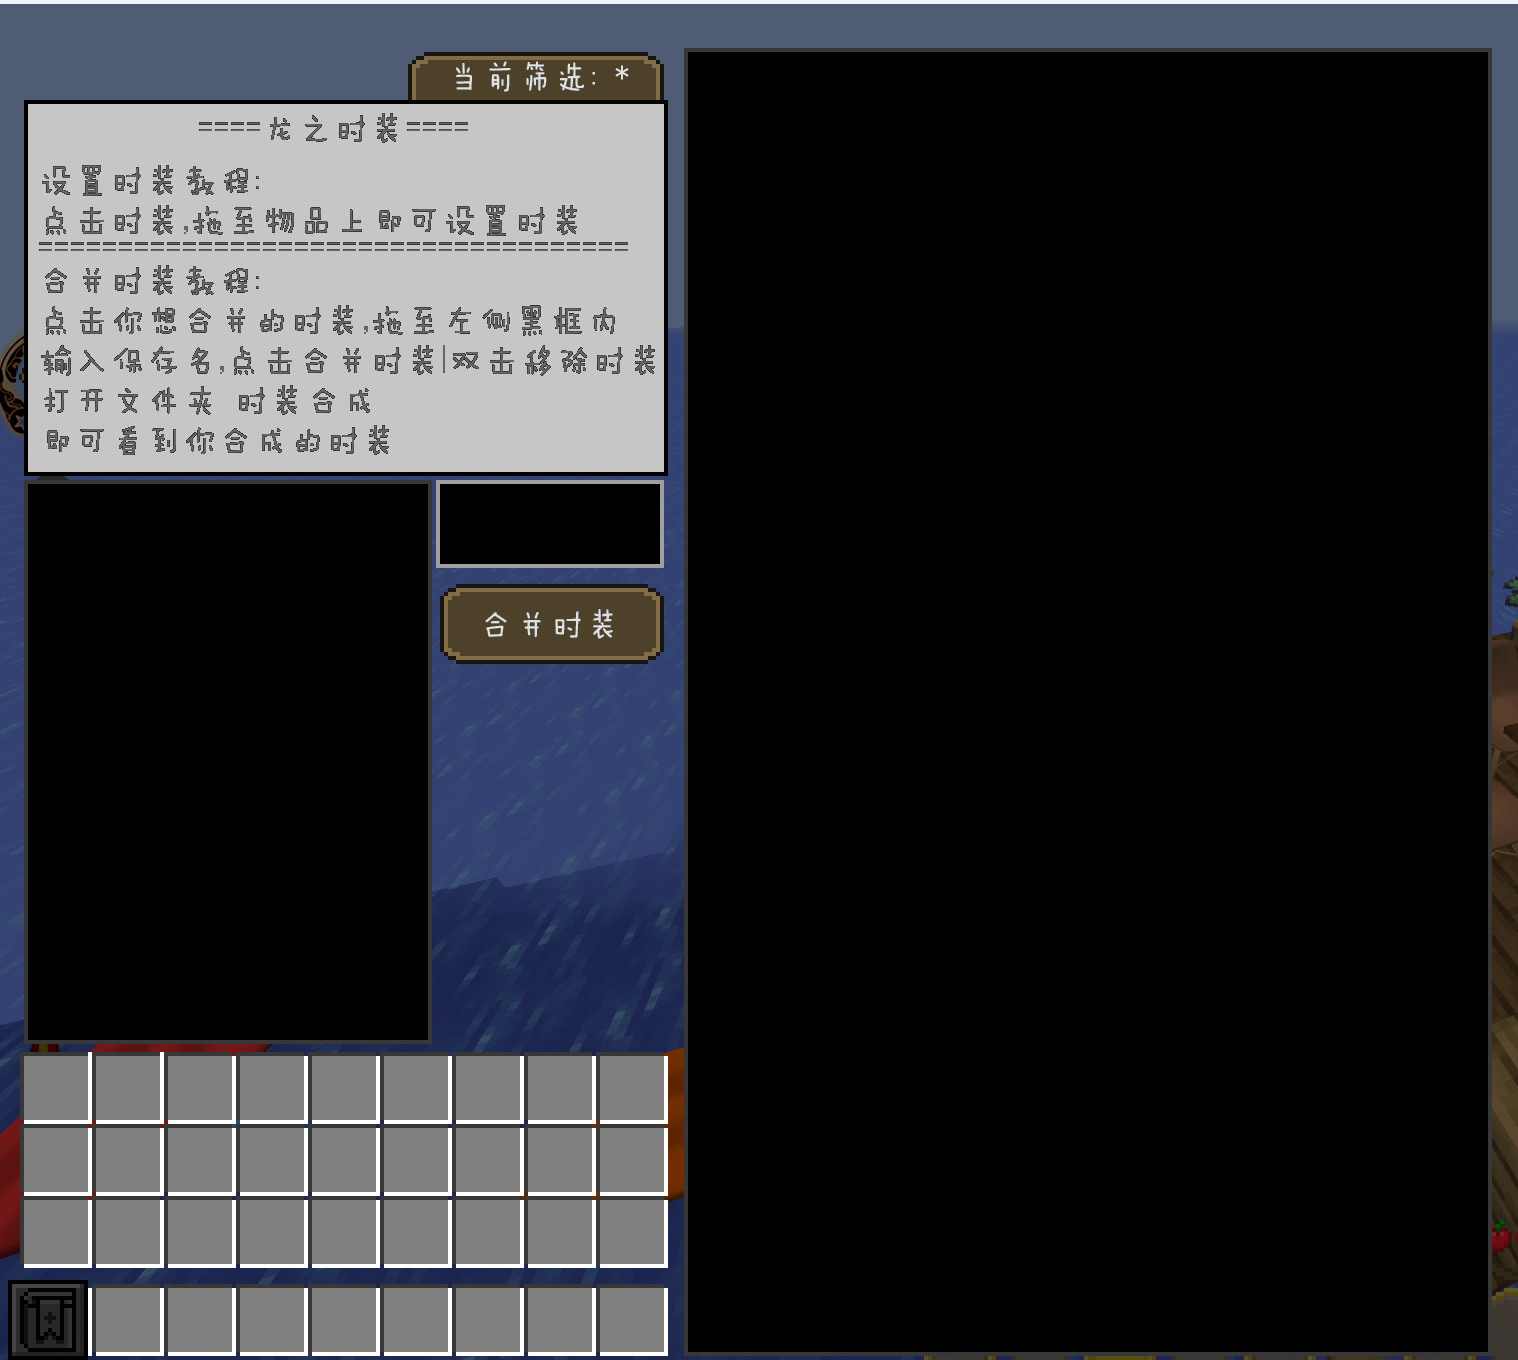 当前筛选:*
====龙之时装====
设置时装教程:
点击时装,拖至物品上即可设置时装
=====================================
合并时装教程:
点击你想合并的时装,拖至左侧黑框内
输入保存名,点击合并时装|双击移除时装
打开文件夹 时装合成
即可看到你合成的时装
合并时装